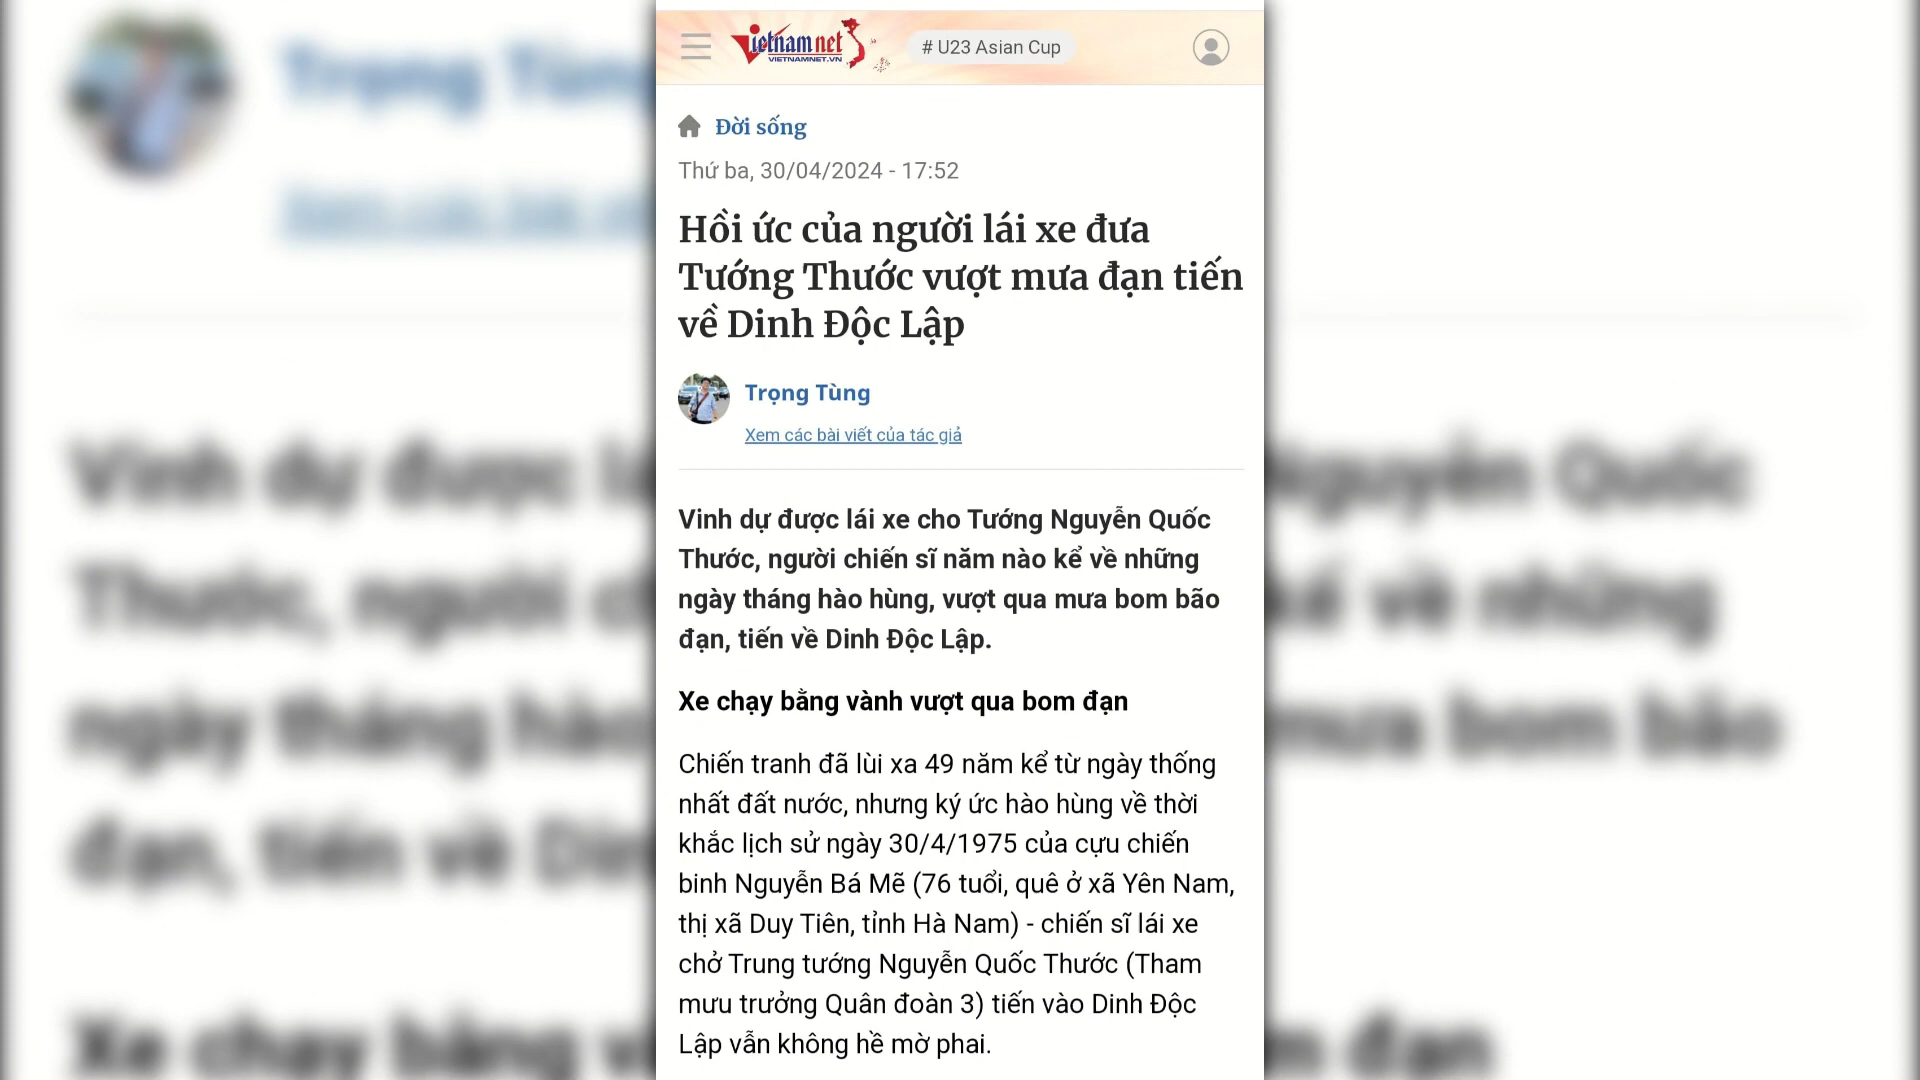 Vietnamnet
VIETNAMNET.VN
# U23 Asian Cup
Đời sống
Thứ ba, 30/04/2024 - 17:52
Hồi ức của người lái xe đưa
Tướng Thước vượt mưa đạn tiến
về Dinh Độc Lập
Trọng Tùng
Xem các bài viết của tác giả
Vinh dự được lái xe cho Tướng Nguyễn Quốc
Thước, người chiến sĩ năm nào kể về những
ngày tháng hào hùng, vượt qua mưa bom bão
đạn, tiến về Dinh Độc Lập.
Xe chạy bằng vành vượt qua bom đạn
Chiến tranh đã lùi xa 49 năm kể từ ngày thống
nhất đất nước, nhưng ký ức hào hùng về thời
khắc lịch sử ngày 30/4/1975 của cựu chiến
binh Nguyễn Bá Mẽ (76 tuổi, quê ở xã Yên Nam,
thị xã Duy Tiên, tỉnh Hà Nam) - chiến sĩ lái xe
chở Trung tướng Nguyễn Quốc Thước (Tham
mưu trưởng Quân đoàn 3) tiến vào Dinh Độc
Lập vẫn không hề mờ phai.